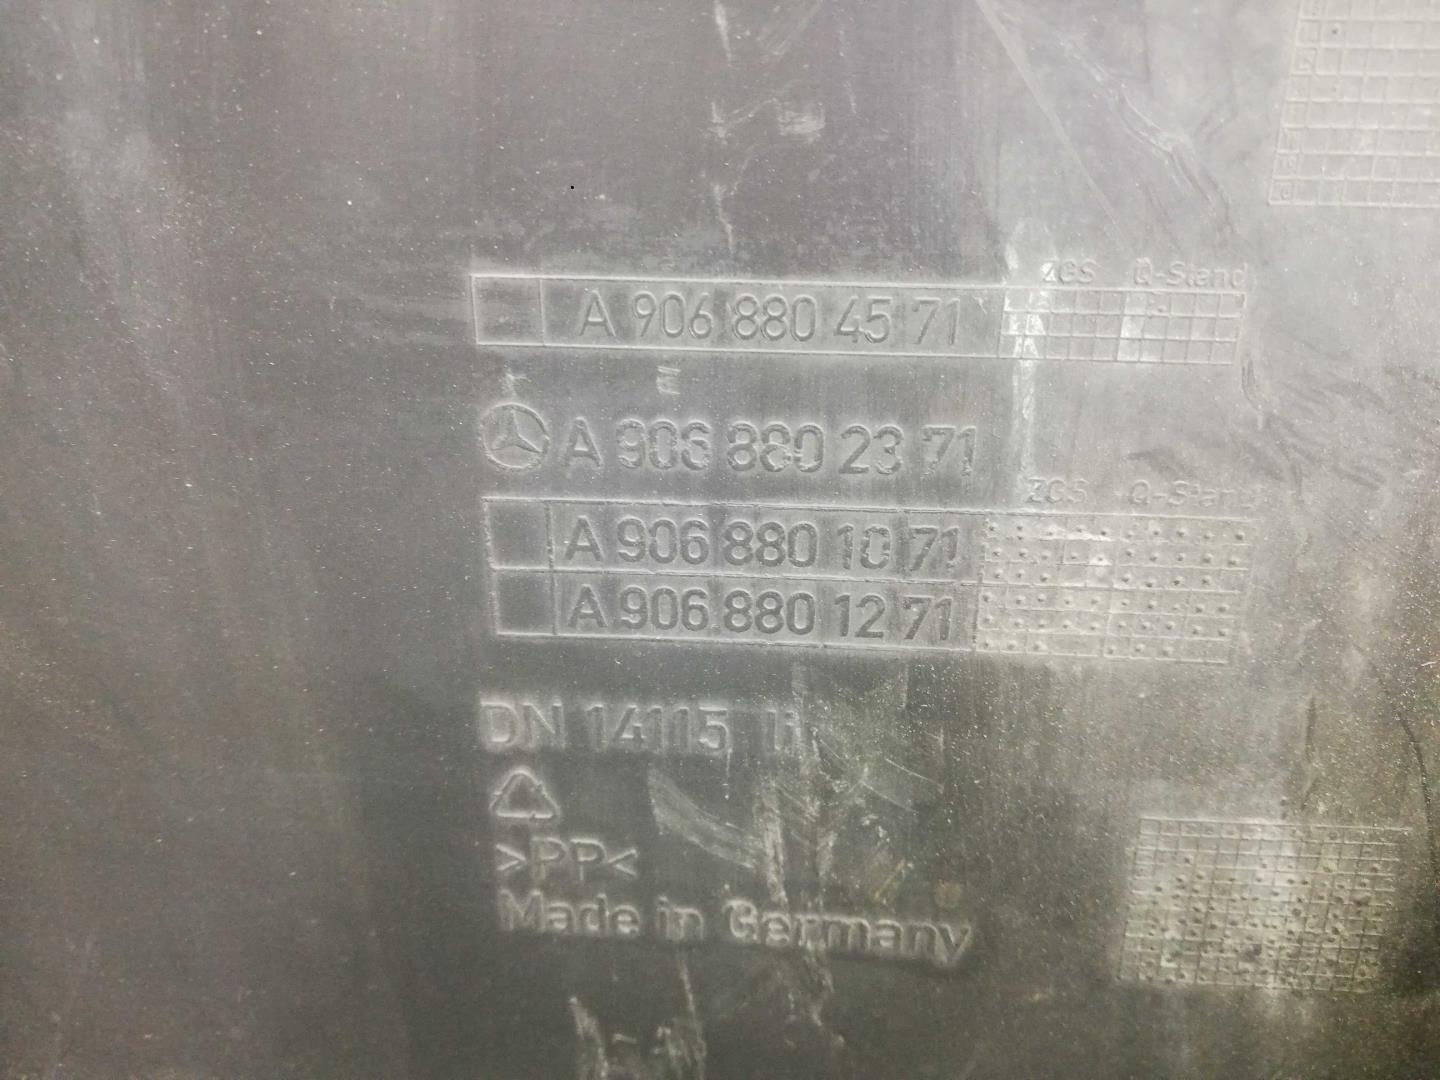 ZGS Q-Stand
A 906 880 45 71
A 906 880 23 71
ZGS Q-Stand
A 906 880 10 71
A 906 880 12 71
DN 14115 li
>PP<
Made in Germany